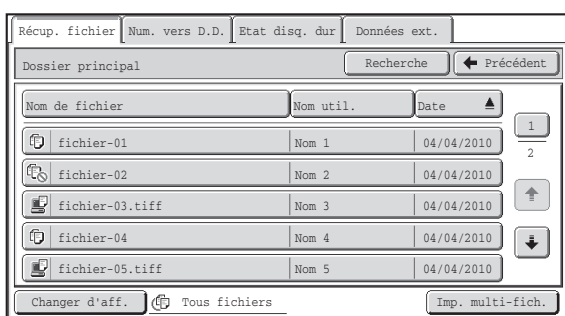 Récup. fichier Num. vers D.D. Etat disq. dur Données ext.
Dossier principal Recherche Précédent
Nom de fichier Nom util. Date
fichier-01 Nom 1 04/04/2010
fichier-02 Nom 2 04/04/2010
fichier-03.tiff Nom 3 04/04/2010
fichier-04 Nom 4 04/04/2010
fichier-05.tiff Nom 5 04/04/2010
1
2
Changer d'aff. Tous fichiers Imp. multi-fich.